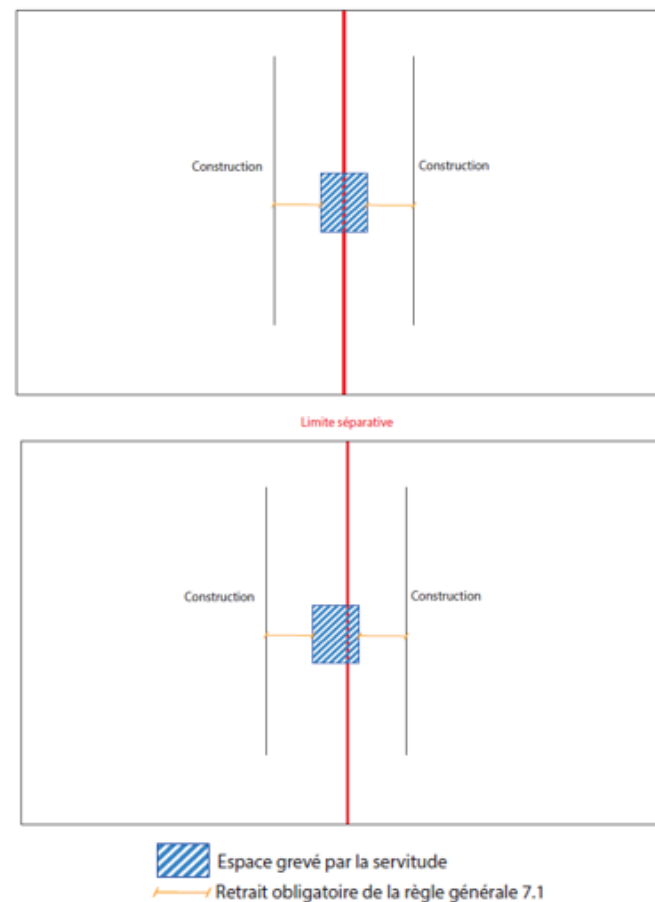 Construction
Construction
Limite séparative
Construction
Construction
Espace grevé par la servitude
Retrait obligatoire de la règle générale 7.1